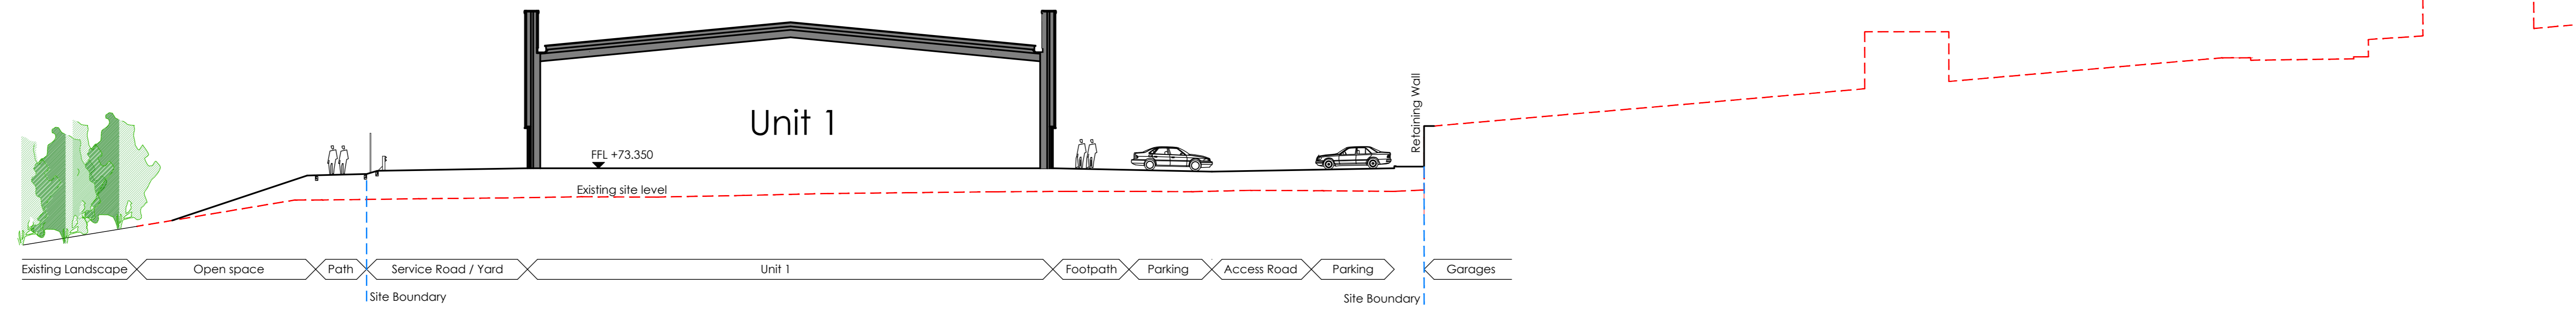 Unit 1
FFL +73.350
Existing site level
Retaining Wall
Existing Landscape
Open space
Path
Service Road / Yard
Unit 1
Footpath
Parking
Access Road
Parking
Garages
Site Boundary
Site Boundary